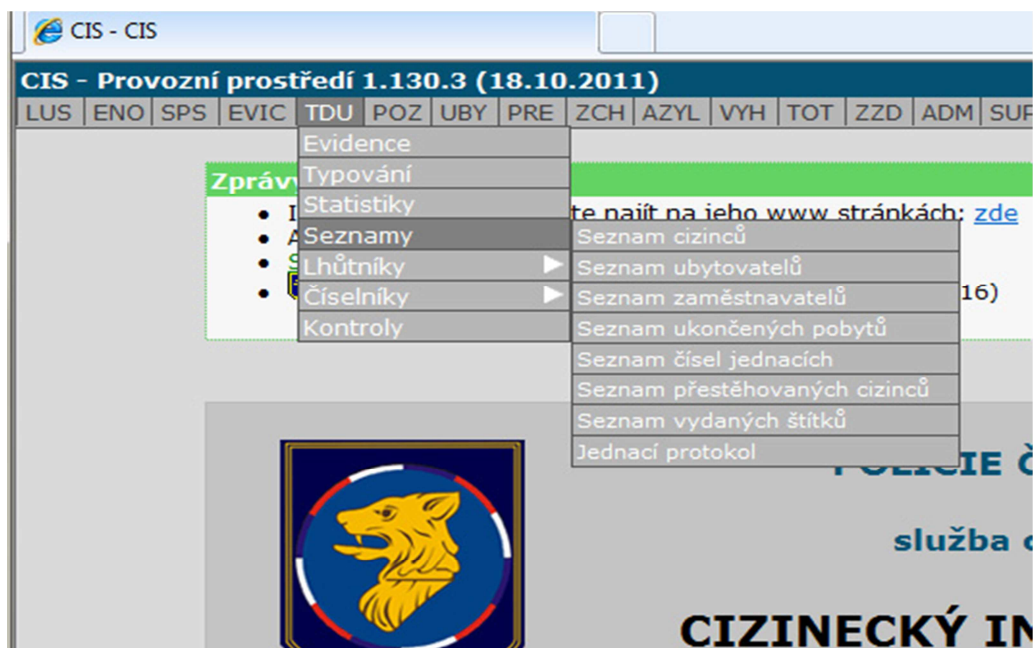 CIS - CIS
CIS - Provozní prostředí 1.130.3 (18.10.2011)
LUS ENO SPS EVIC TDU POZ UBY PRE ZCH AZYL VYH TOT ZZD ADM
Evidence
Typování
Statistiky
Seznamy
Lhůtníky
Číselníky
Kontroly
te najít na jeho www stránkách: zde
16)
Seznam cizinců
Seznam ubytovatelů
Seznam zaměstnavatelů
Seznam ukončených pobytů
Seznam čísel jednacích
Seznam přestěhovaných cizinců
Seznam vydaných štítků
Jednací protokol
POLICIE
služba
CIZINECKÝ